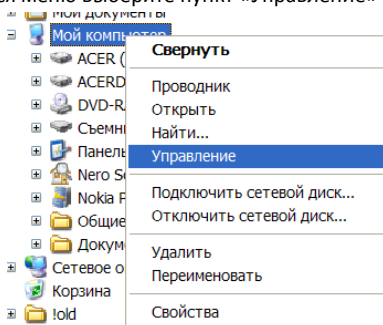 ся меню выберите пункт «Управление»
Мои документы
Мой компьютер
Свернуть
ACER (
ACERD
Проводник
DVD-R
Открыть
Съемн
Найти...
Панель
Управление
Nero S
Nokia P
Подключить сетевой диск...
Общие
Отключить сетевой диск...
Докум
Удалить
Сетевое о
Переименовать
Корзина
!old
Свойства